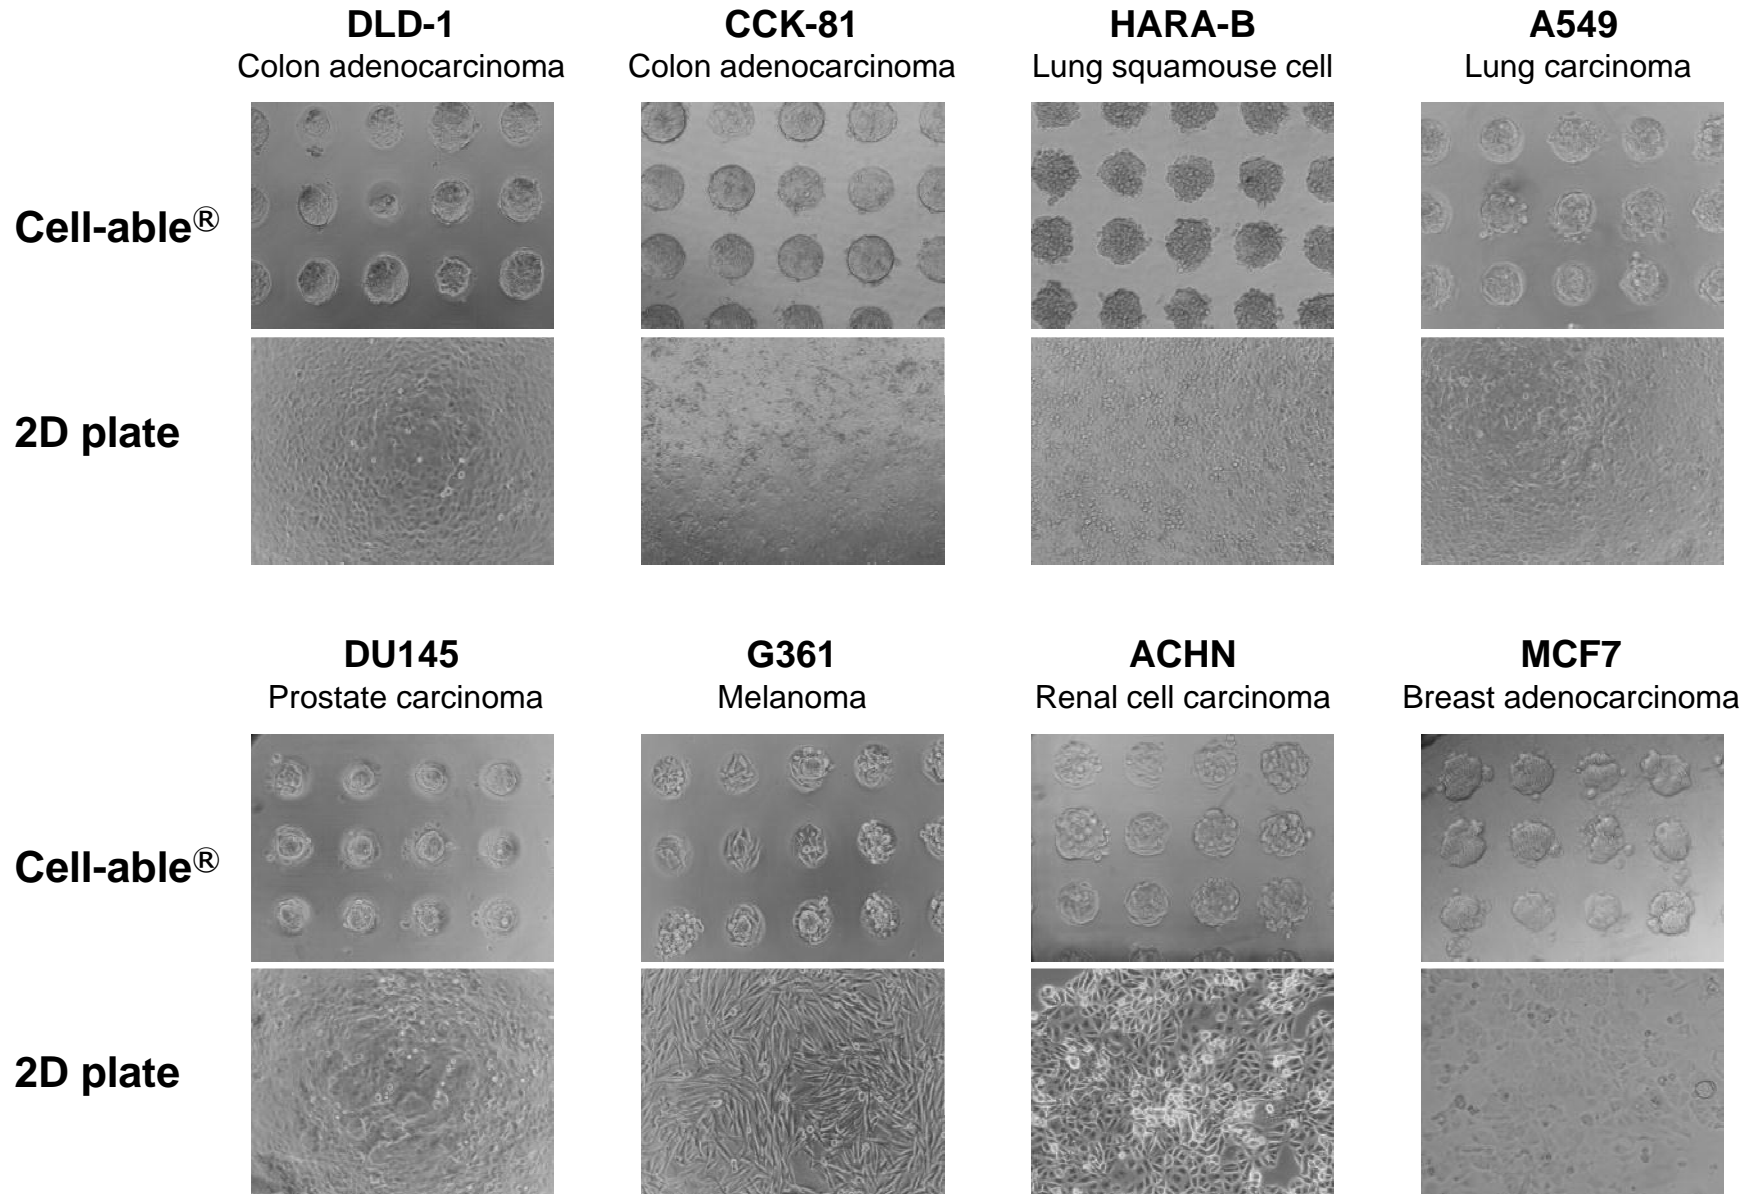 DLD-1 CCK-81 HARA-B A549
Colon adenocarcinoma Colon adenocarcinoma Lung squamouse cell Lung carcinoma
Cell-able®
2D plate
DU145 G361 ACHN MCF7
Prostate carcinoma Melanoma Renal cell carcinoma Breast adenocarcinoma
Cell-able®
2D plate